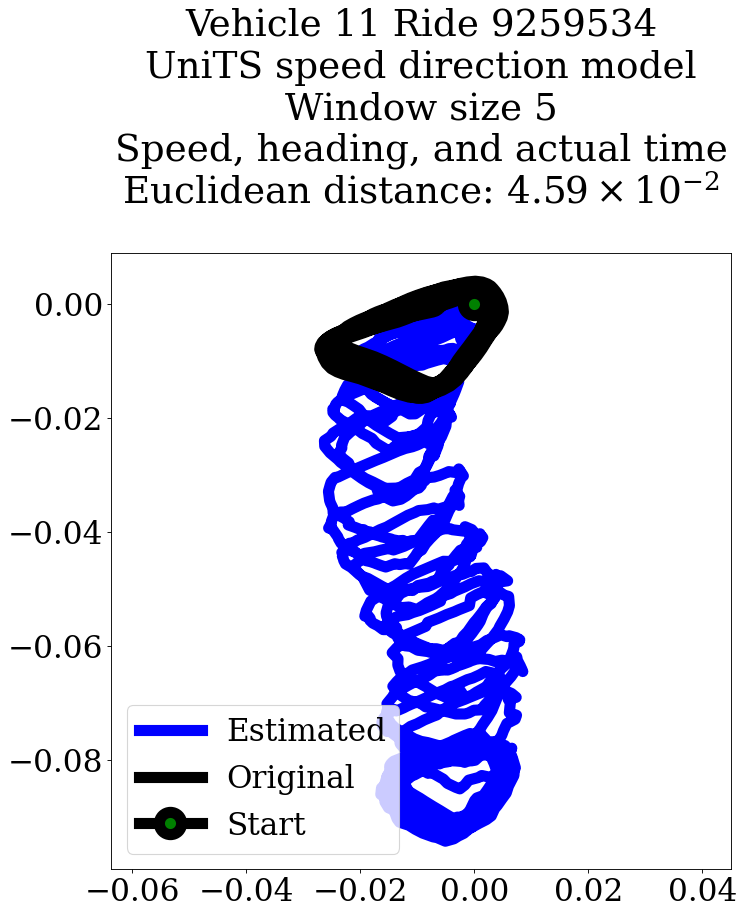 Vehicle 11 Ride 9259534
UniTS speed direction model
Window size 5
Speed, heading, and actual time
Euclidean distance: 4.59 × 10⁻²
0.00
−0.02
−0.04
−0.06
−0.08
Estimated
Original
Start
−0.06 −0.04 −0.02 0.00 0.02 0.04